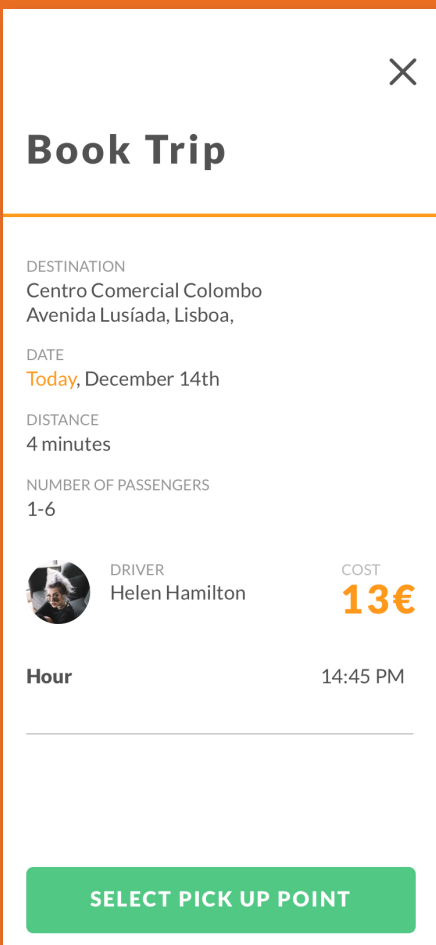 Book Trip
DESTINATION
Centro Comercial Colombo
Avenida Lusíada, Lisboa,
DATE
Today, December 14th
DISTANCE
4 minutes
NUMBER OF PASSENGERS
1-6
DRIVER
Helen Hamilton
COST
13€
Hour
14:45 PM
SELECT PICK UP POINT